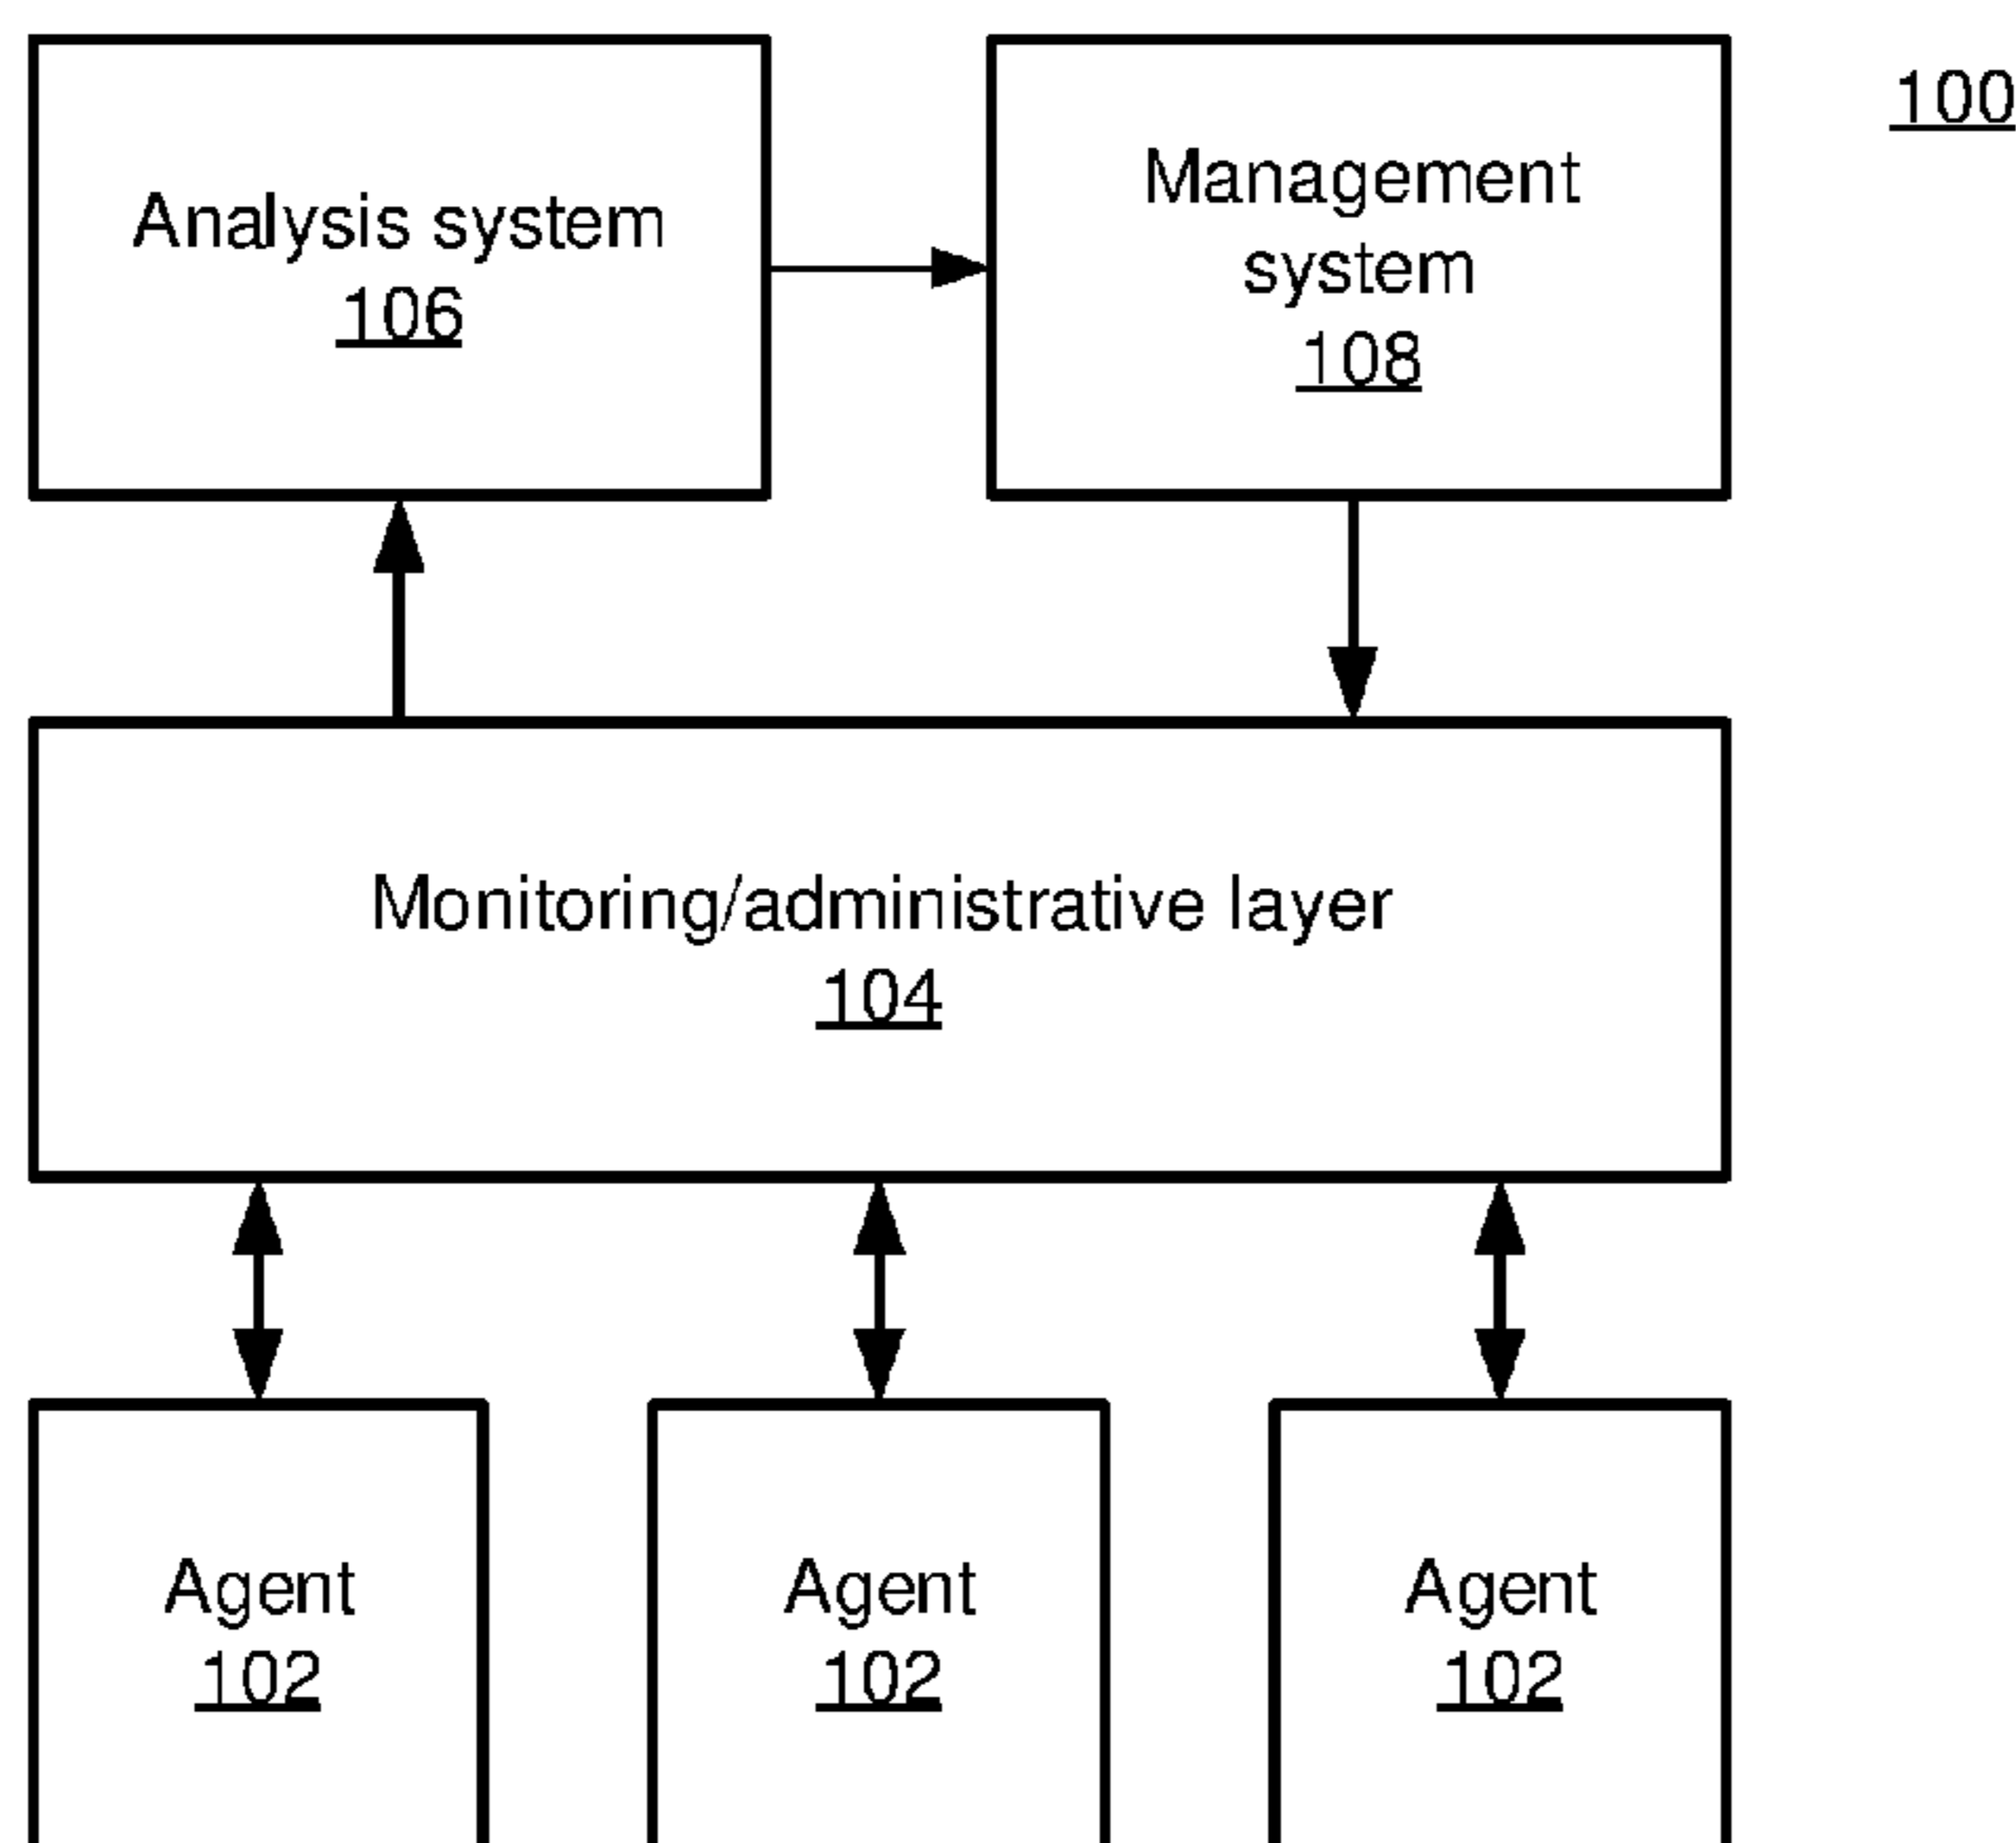 100
Analysis system
106
Management
system
108
Monitoring/administrative layer
104
Agent
102
Agent
102
Agent
102